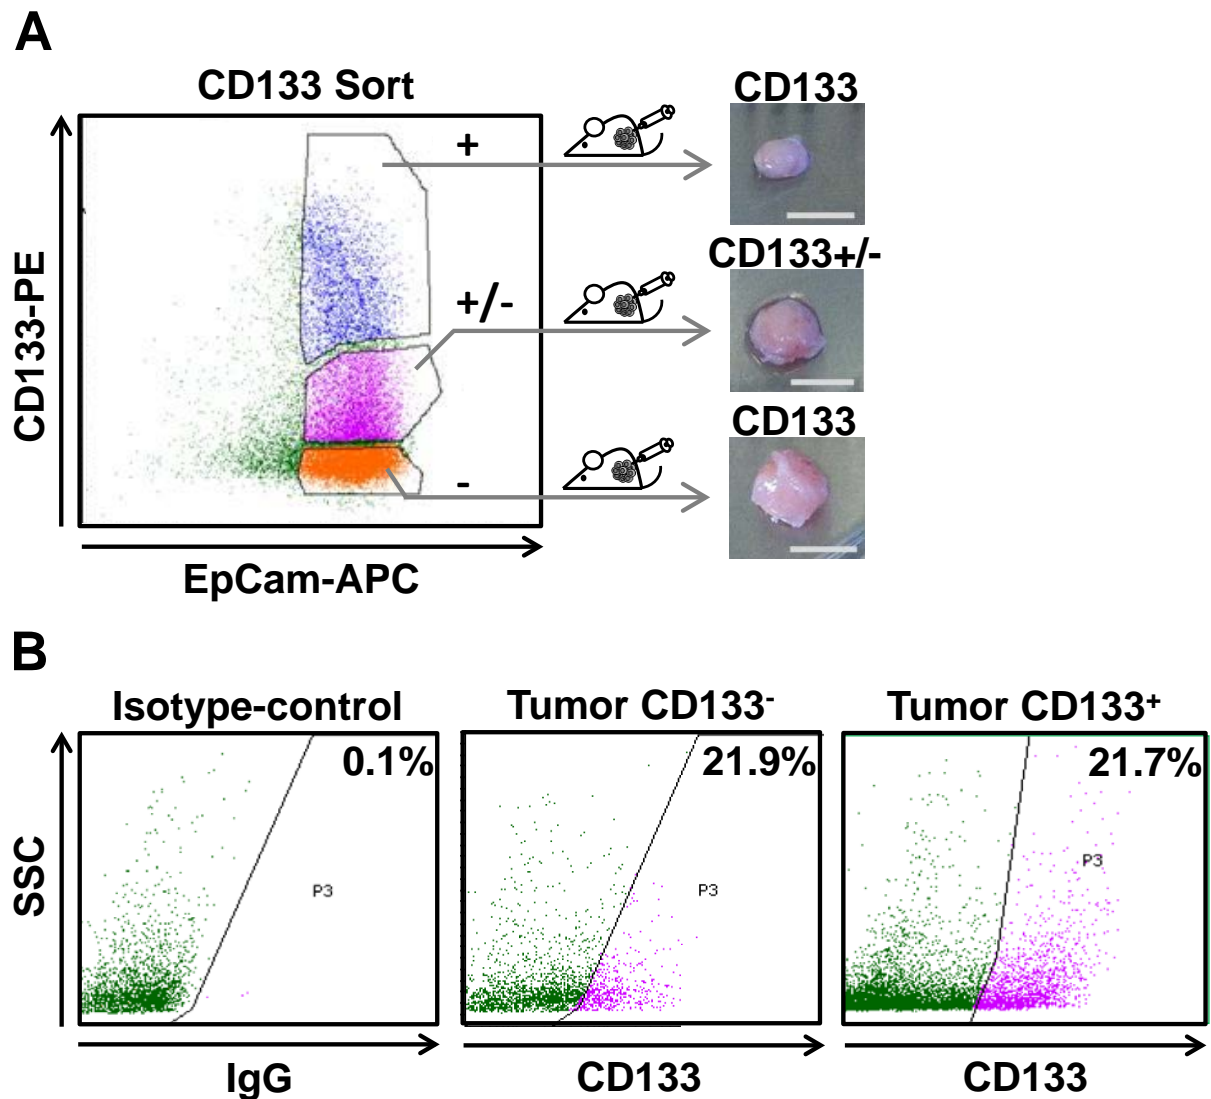 A
CD133 Sort
CD133-PE
+
+/-
-
EpCam-APC
CD133
CD133+/-
CD133
B
Isotype-control
Tumor CD133-
Tumor CD133+
SSC
0.1%
21.9%
21.7%
P3
P3
P3
IgG
CD133
CD133